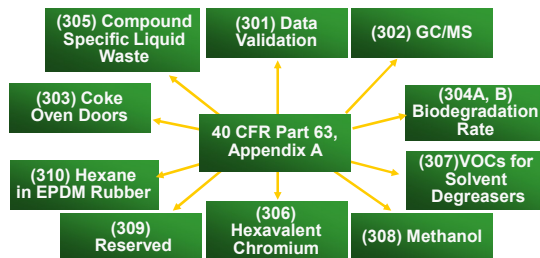 (305) Compound
Specific Liquid
Waste
(301) Data
Validation
(302) GC/MS
(303) Coke
Oven Doors
40 CFR Part 63,
Appendix A
(304A, B)
Biodegradation
Rate
(310) Hexane
in EPDM Rubber
(307)VOCs for
Solvent
Degreasers
(309)
Reserved
(306)
Hexavalent
Chromium
(308) Methanol